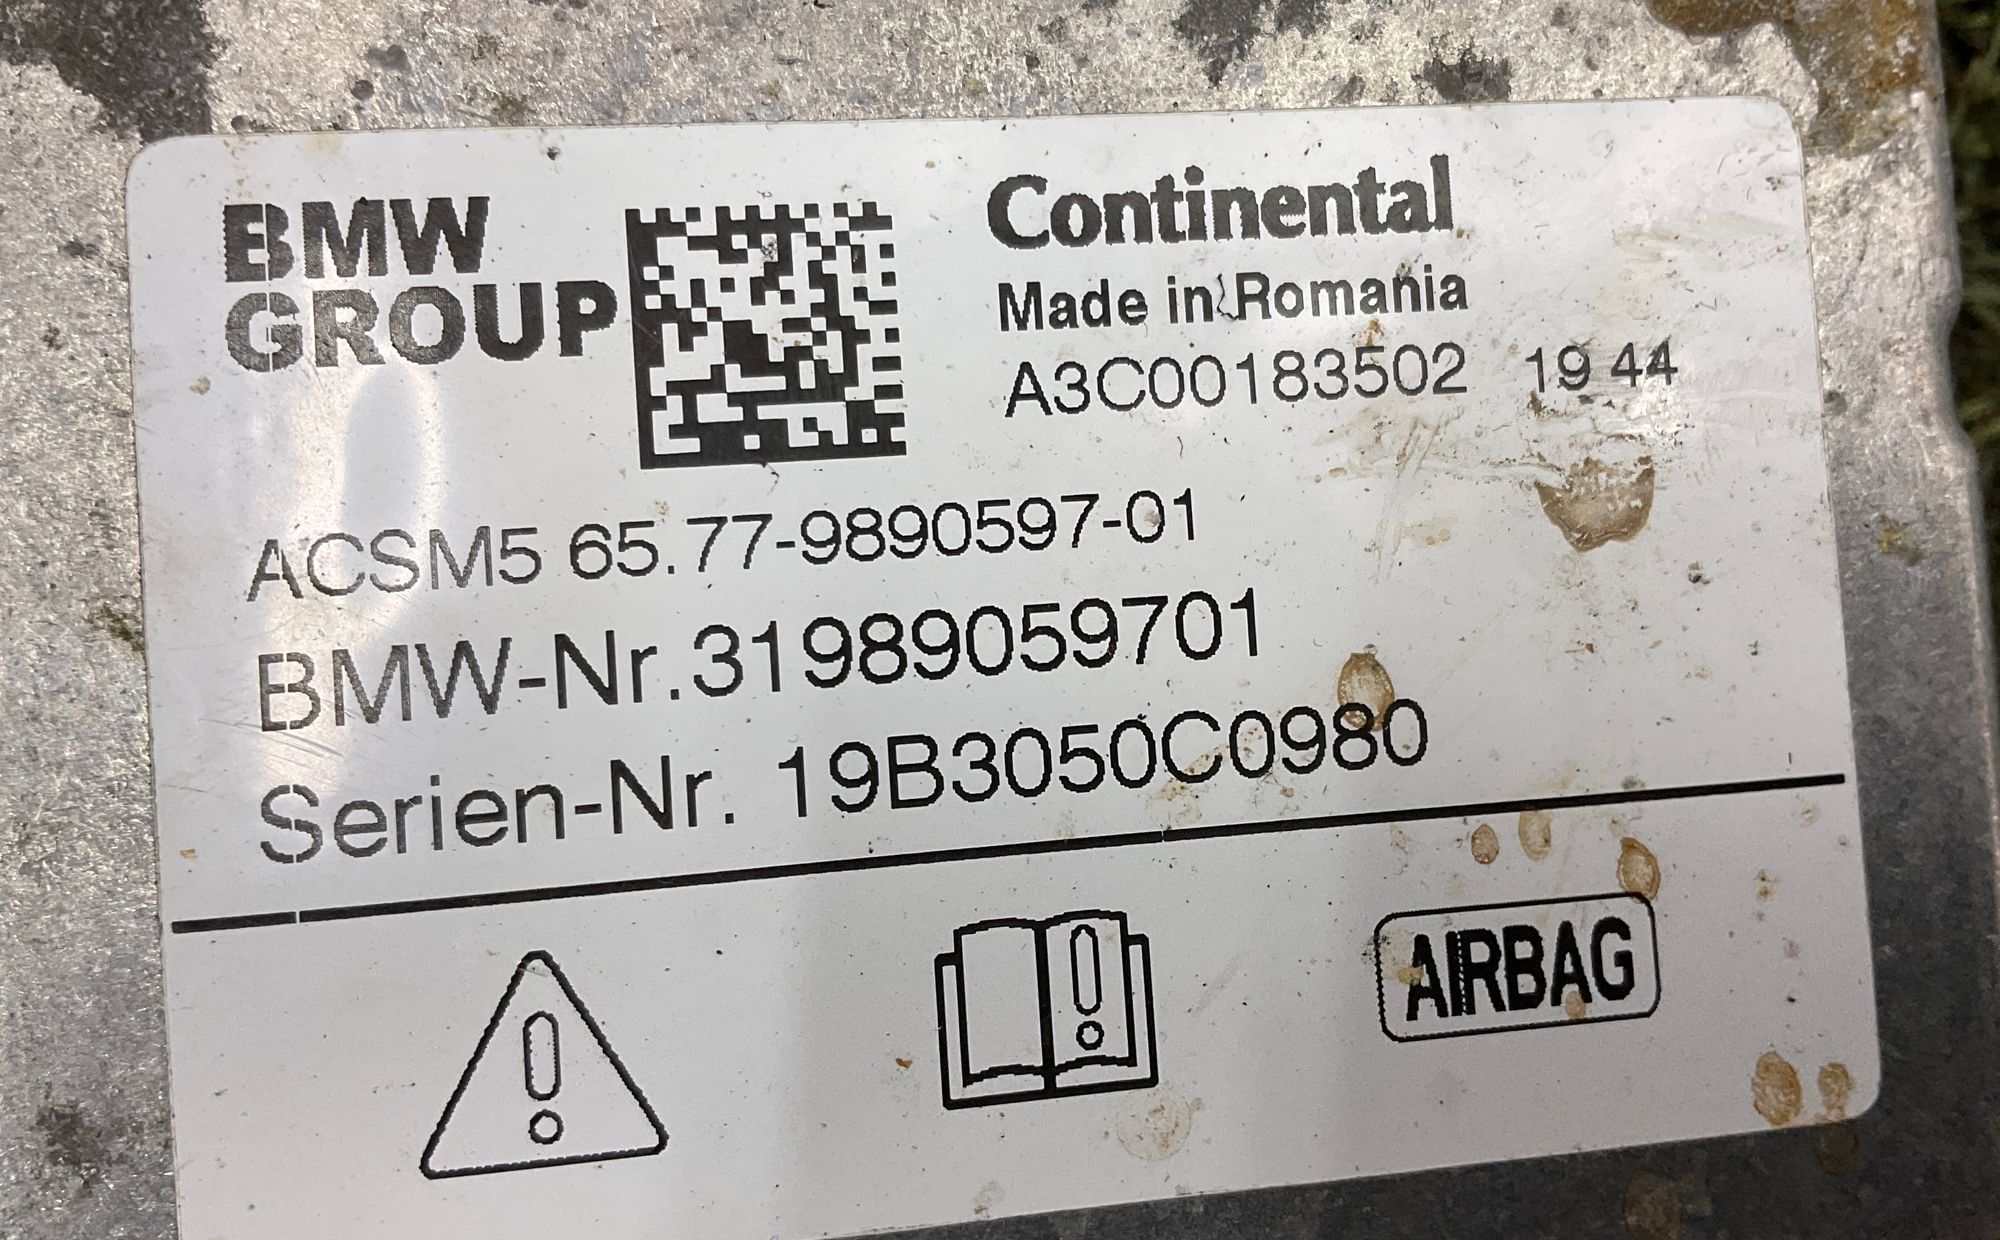 BMW
GROUP
Continental
Made in Romania
A3C00183502 19 44
ACSM5 65.77-9890597-01
BMW-Nr.31989059701
Serien-Nr. 19B3050C0980
AIRBAG